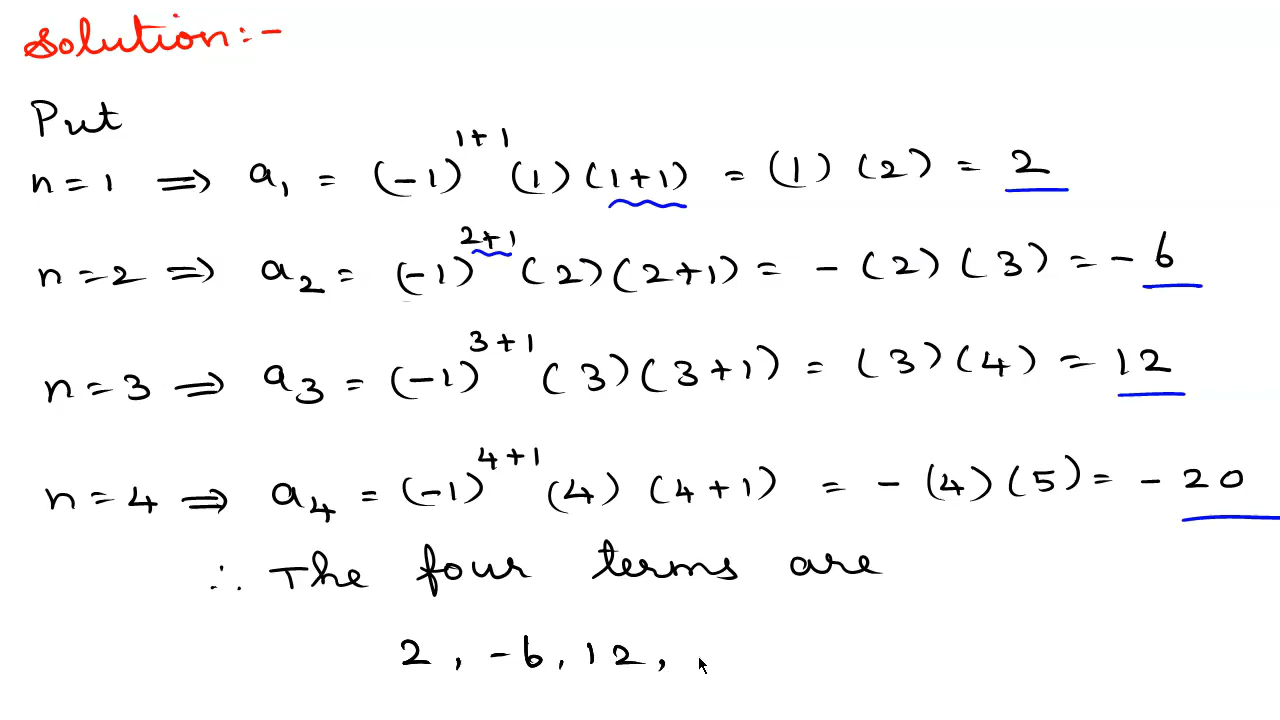 Solution:-
Put
n=1 ⇒ a₁ = (-1)¹⁺¹ (1)(1+1) = (1)(2) = 2
n=2 ⇒ a₂ = (-1)²⁺¹ (2)(2+1) = -(2)(3) = -6
n=3 ⇒ a₃ = (-1)³⁺¹ (3)(3+1) = (3)(4) = 12
n=4 ⇒ a₄ = (-1)⁴⁺¹ (4)(4+1) = -(4)(5) = -20
∴ The four terms are
2, -6, 12,